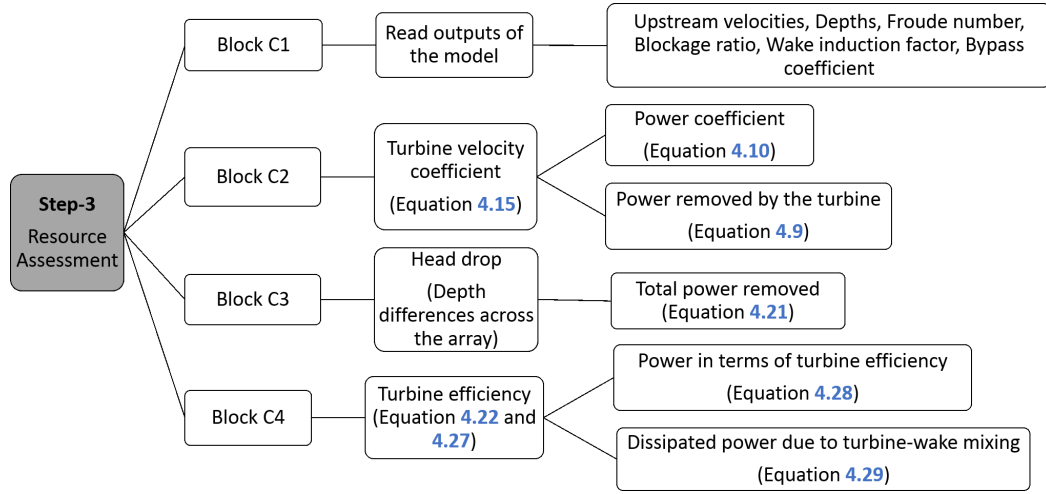 Step-3
Resource
Assessment
Block C1
Read outputs of
the model
Upstream velocities, Depths, Froude number,
Blockage ratio, Wake induction factor, Bypass
coefficient
Block C2
Turbine velocity
coefficient
(Equation 4.15)
Power coefficient
(Equation 4.10)
Power removed by the turbine
(Equation 4.9)
Block C3
Head drop
(Depth
differences across
the array)
Total power removed
(Equation 4.21)
Block C4
Turbine efficiency
(Equation 4.22 and
4.27)
Power in terms of turbine efficiency
(Equation 4.28)
Dissipated power due to turbine-wake mixing
(Equation 4.29)